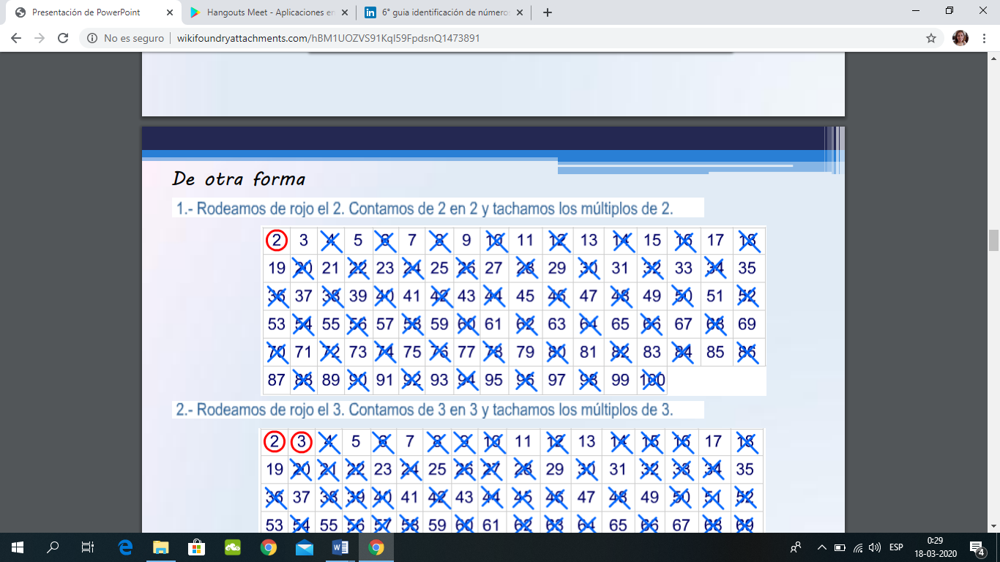 Presentación de PowerPoint
Hangouts Meet - Aplicaciones en
6° guia identificación de números
No es seguro
wikifoundryattachments.com/hBM1UOZVS91KqI59FpdsnQ1473891
De otra forma
1.- Rodeamos de rojo el 2. Contamos de 2 en 2 y tachamos los múltiplos de 2.
2 3 4 5 6 7 8 9 10 11 12 13 14 15 16 17 18
19 20 21 22 23 24 25 26 27 28 29 30 31 32 33 34 35
36 37 38 39 40 41 42 43 44 45 46 47 48 49 50 51 52
53 54 55 56 57 58 59 60 61 62 63 64 65 66 67 68 69
70 71 72 73 74 75 76 77 78 79 80 81 82 83 84 85 86
87 88 89 90 91 92 93 94 95 96 97 98 99 100
2.- Rodeamos de rojo el 3. Contamos de 3 en 3 y tachamos los múltiplos de 3.
2 3 4 5 6 7 8 9 10 11 12 13 14 15 16 17 18
19 20 21 22 23 24 25 26 27 28 29 30 31 32 33 34 35
36 37 38 39 40 41 42 43 44 45 46 47 48 49 50 51 52
53 54 55 56 57 58 59 60 61 62 63 64 65 66 67 68 69
ESP
0:29
18-03-2020
4